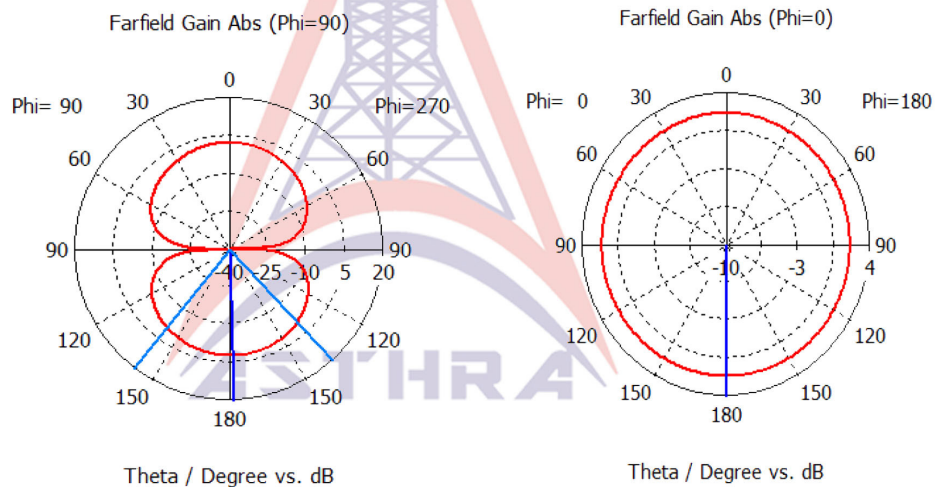 Farfield Gain Abs (Phi=90)
0
Phi= 90 30 30 Phi=270
60 60
90 -40 -25 -10 5 20 90
120 120
150 150
180
Theta / Degree vs. dB
Farfield Gain Abs (Phi=0)
0
Phi= 0 30 30 Phi=180
60 60
90 -10 -3 4 90
120 120
150 150
180
Theta / Degree vs. dB
ASTHRA